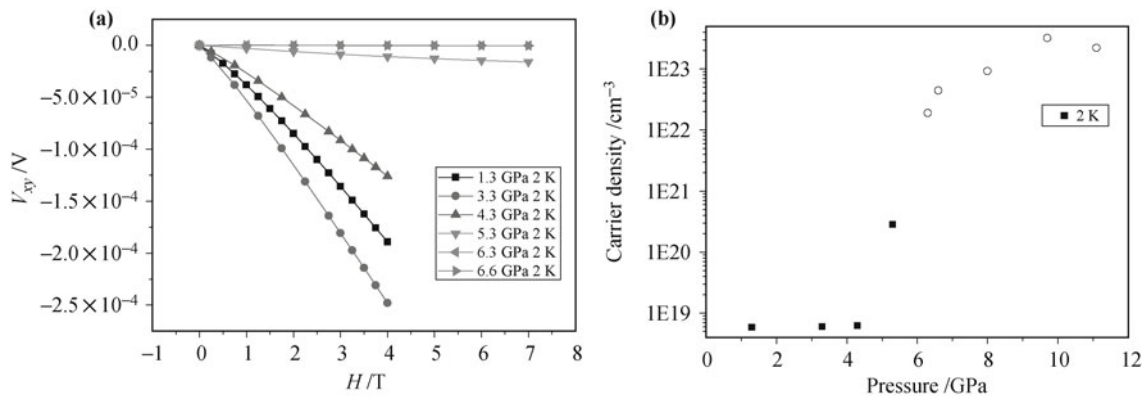 (a)
0.0
−5.0×10⁻⁵
−1.0×10⁻⁴
−1.5×10⁻⁴
−2.0×10⁻⁴
−2.5×10⁻⁴
Vxy /V
1.3 GPa 2 K
3.3 GPa 2 K
4.3 GPa 2 K
5.3 GPa 2 K
6.3 GPa 2 K
6.6 GPa 2 K
−1 0 1 2 3 4 5 6 7 8
H /T
(b)
1E23
1E22
1E21
1E20
1E19
Carrier density /cm⁻³
2 K
0 2 4 6 8 10 12
Pressure /GPa